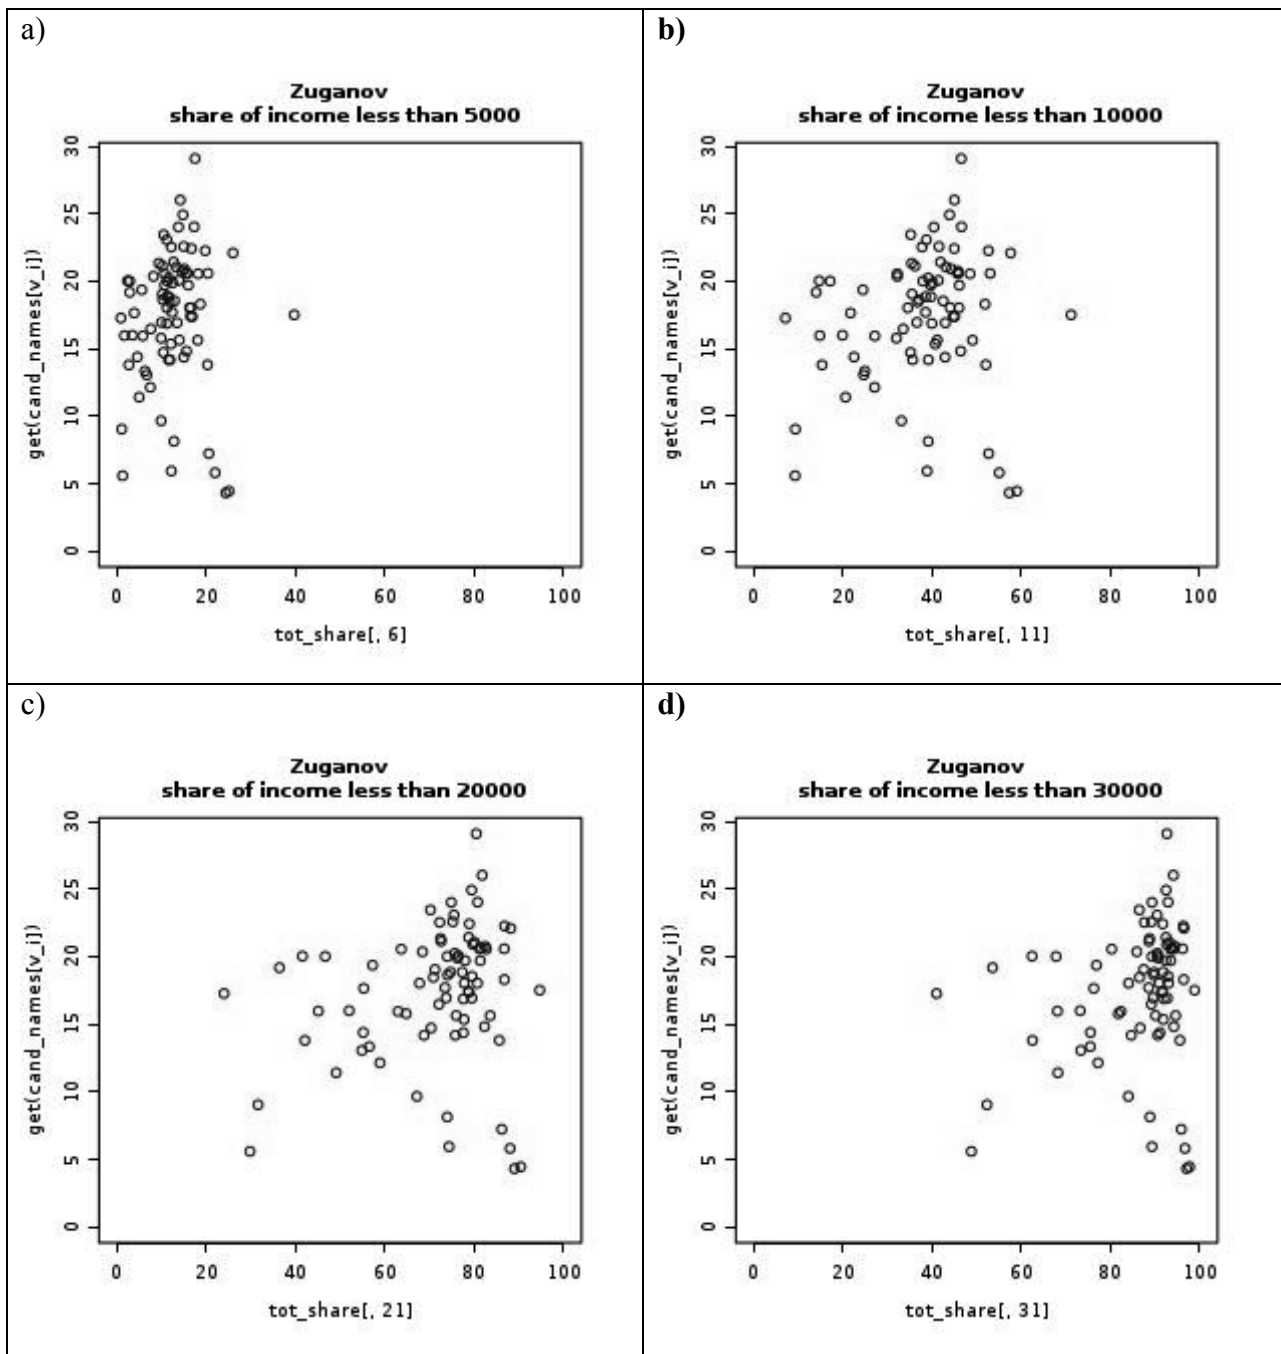 a)
Zuganov
share of income less than 5000
get(cand_names[v_i])
0 5 10 15 20 25 30
0 20 40 60 80 100
tot_share[, 6]
b)
Zuganov
share of income less than 10000
get(cand_names[v_i])
0 5 10 15 20 25 30
0 20 40 60 80 100
tot_share[, 11]
c)
Zuganov
share of income less than 20000
get(cand_names[v_i])
0 5 10 15 20 25 30
0 20 40 60 80 100
tot_share[, 21]
d)
Zuganov
share of income less than 30000
get(cand_names[v_i])
0 5 10 15 20 25 30
0 20 40 60 80 100
tot_share[, 31]